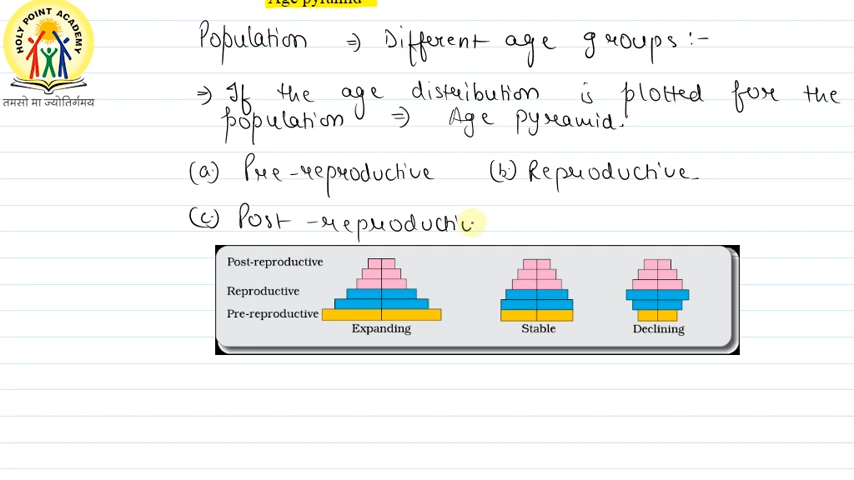 Age pyramid
HOLY POINT ACADEMY
तमसो मा ज्योतिर्गमय
Population ⇒ Different age groups :-
⇒ If the age distribution is plotted for the
population ⇒ Age pyramid.
(a) Pre-reproductive (b) Reproductive
(c) Post-reproductiv
Post-reproductive
Reproductive
Pre-reproductive
Expanding Stable Declining